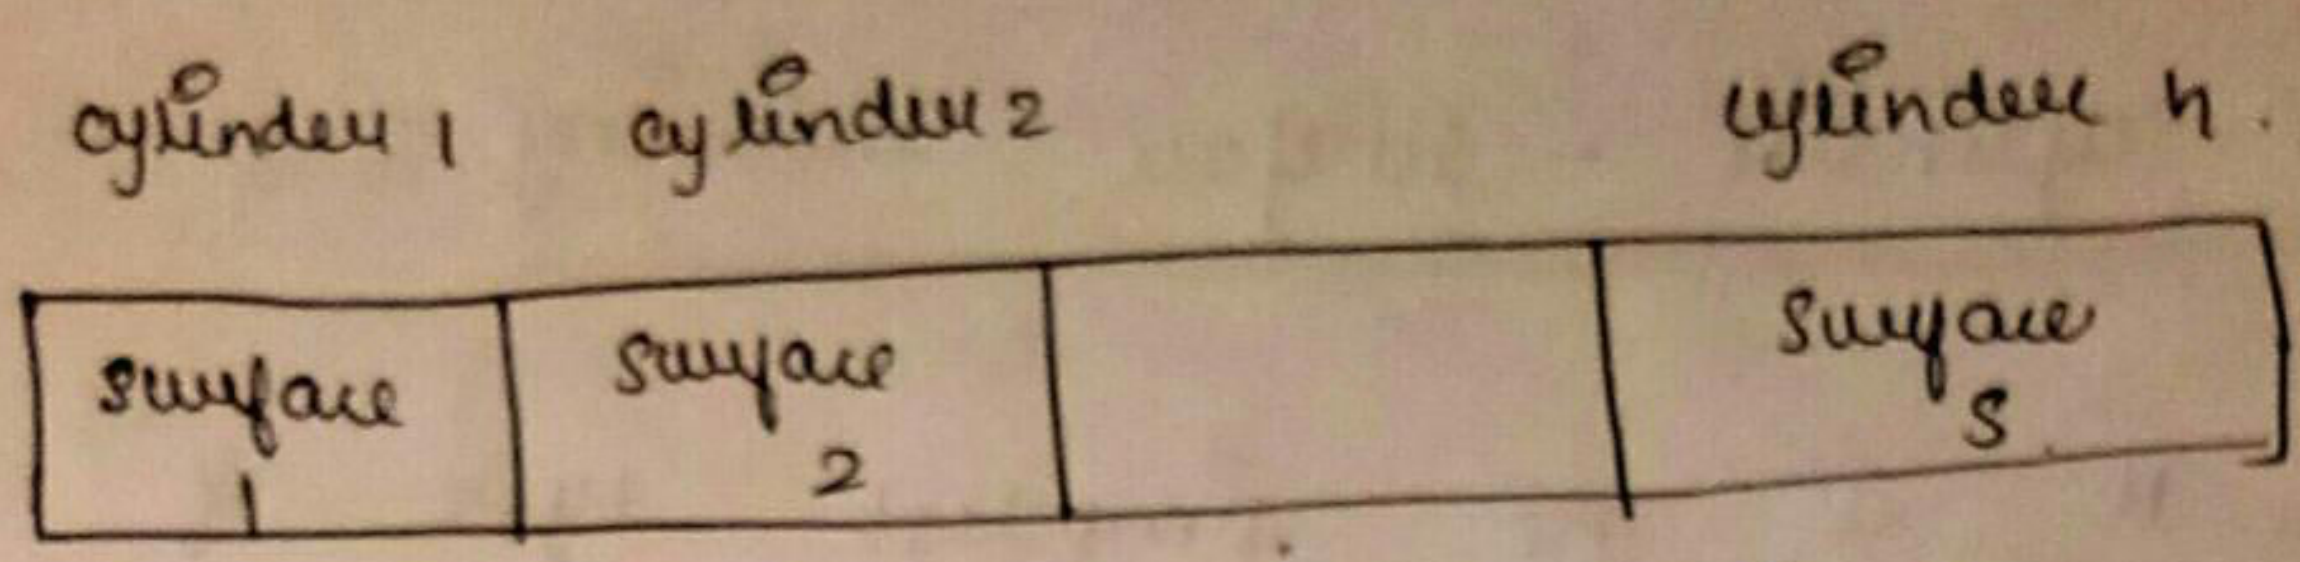 cylinder 1 cylinder 2 cylinder n.
surface surface surface
1 2 S